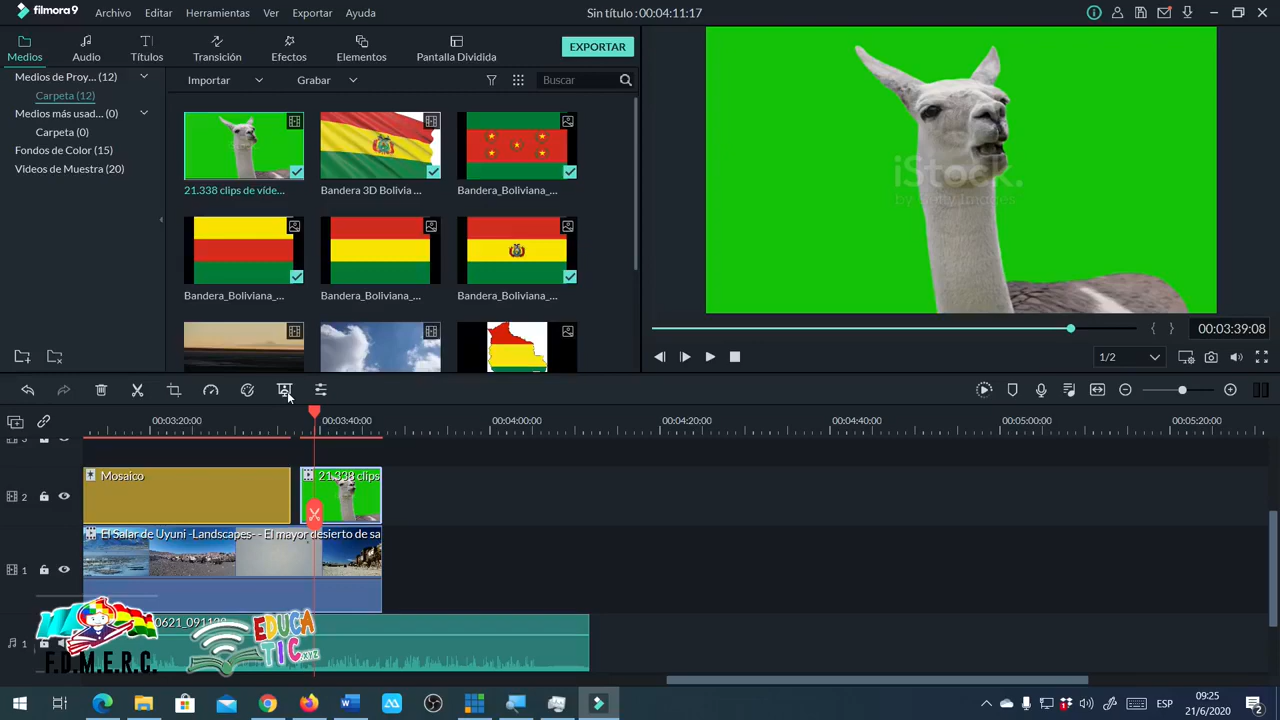 filmora9 Archivo Editar Herramientas Ver Exportar Ayuda Sin título : 00:04:11:17
Medios Audio Títulos Transición Efectos Elementos Pantalla Dividida EXPORTAR
Medios de Proy... (12)
Carpeta (12)
Medios más usad... (0)
Carpeta (0)
Fondos de Color (15)
Videos de Muestra (20)
Importar Grabar Buscar
21.338 clips de víde... Bandera 3D Bolivia ... Bandera_Boliviana_...
Bandera_Boliviana_... Bandera_Boliviana_... Bandera_Boliviana_...
iStock.
by Getty Images
00:03:39:08
1/2
00:03:20:00 00:03:40:00 00:04:00:00 00:04:20:00 00:04:40:00 00:05:00:00 00:05:20:00
3
Mosaico 21.338 clips
2
El Salar de Uyuni -Landscapes- - El mayor desierto de sa
1
1
F.D.M.E.R.C.
EDUCA
TIC.xyz
ESP
09:25
21/6/2020
2